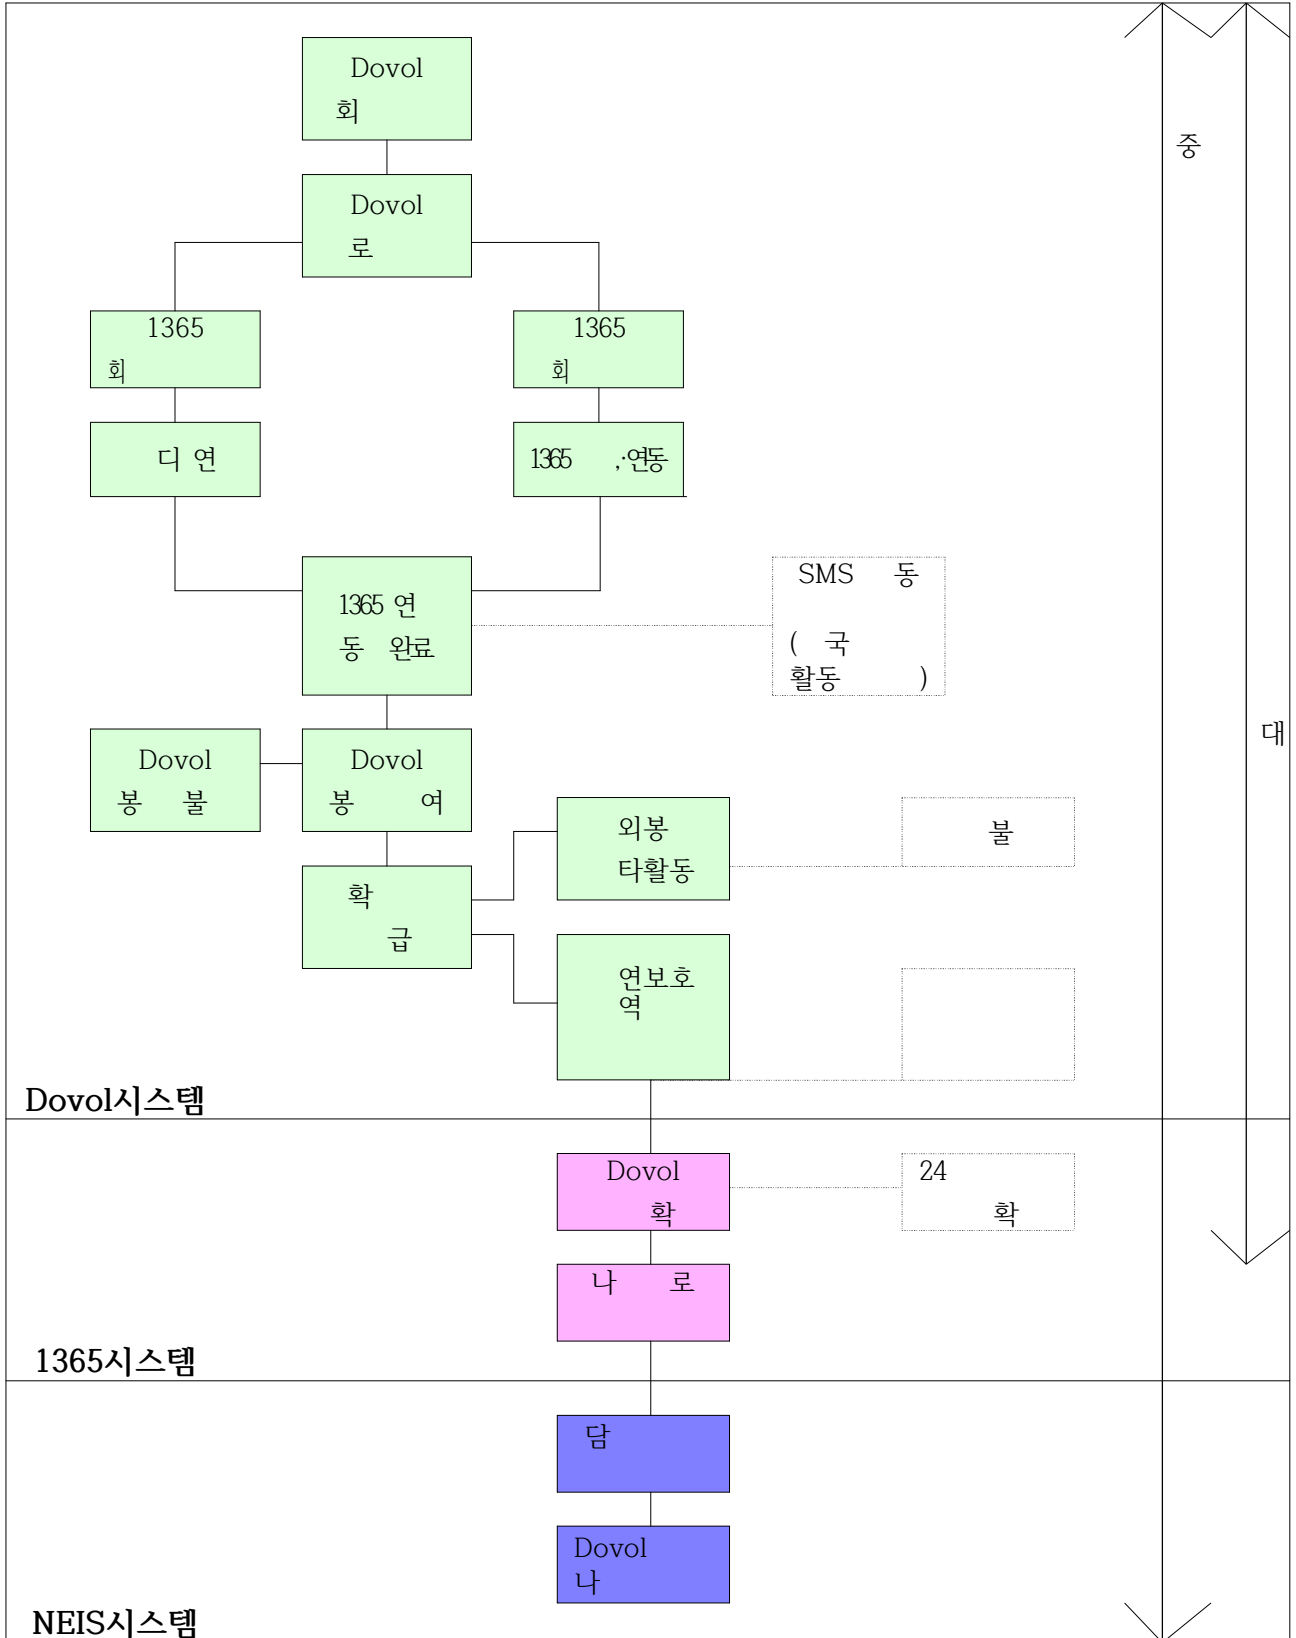 Dovol
회
중
Dovol
로
1365
회
1365
회
디 연
1365 ,·연동
SMS 동
( 국
활동 )
1365 연
동 완료
Dovol
봉 불
Dovol
봉 여
대
외봉
타활동
불
확
급
연보호
역
Dovol시스템
Dovol
확
24
확
나 로
1365시스템
담
Dovol
나
NEIS시스템